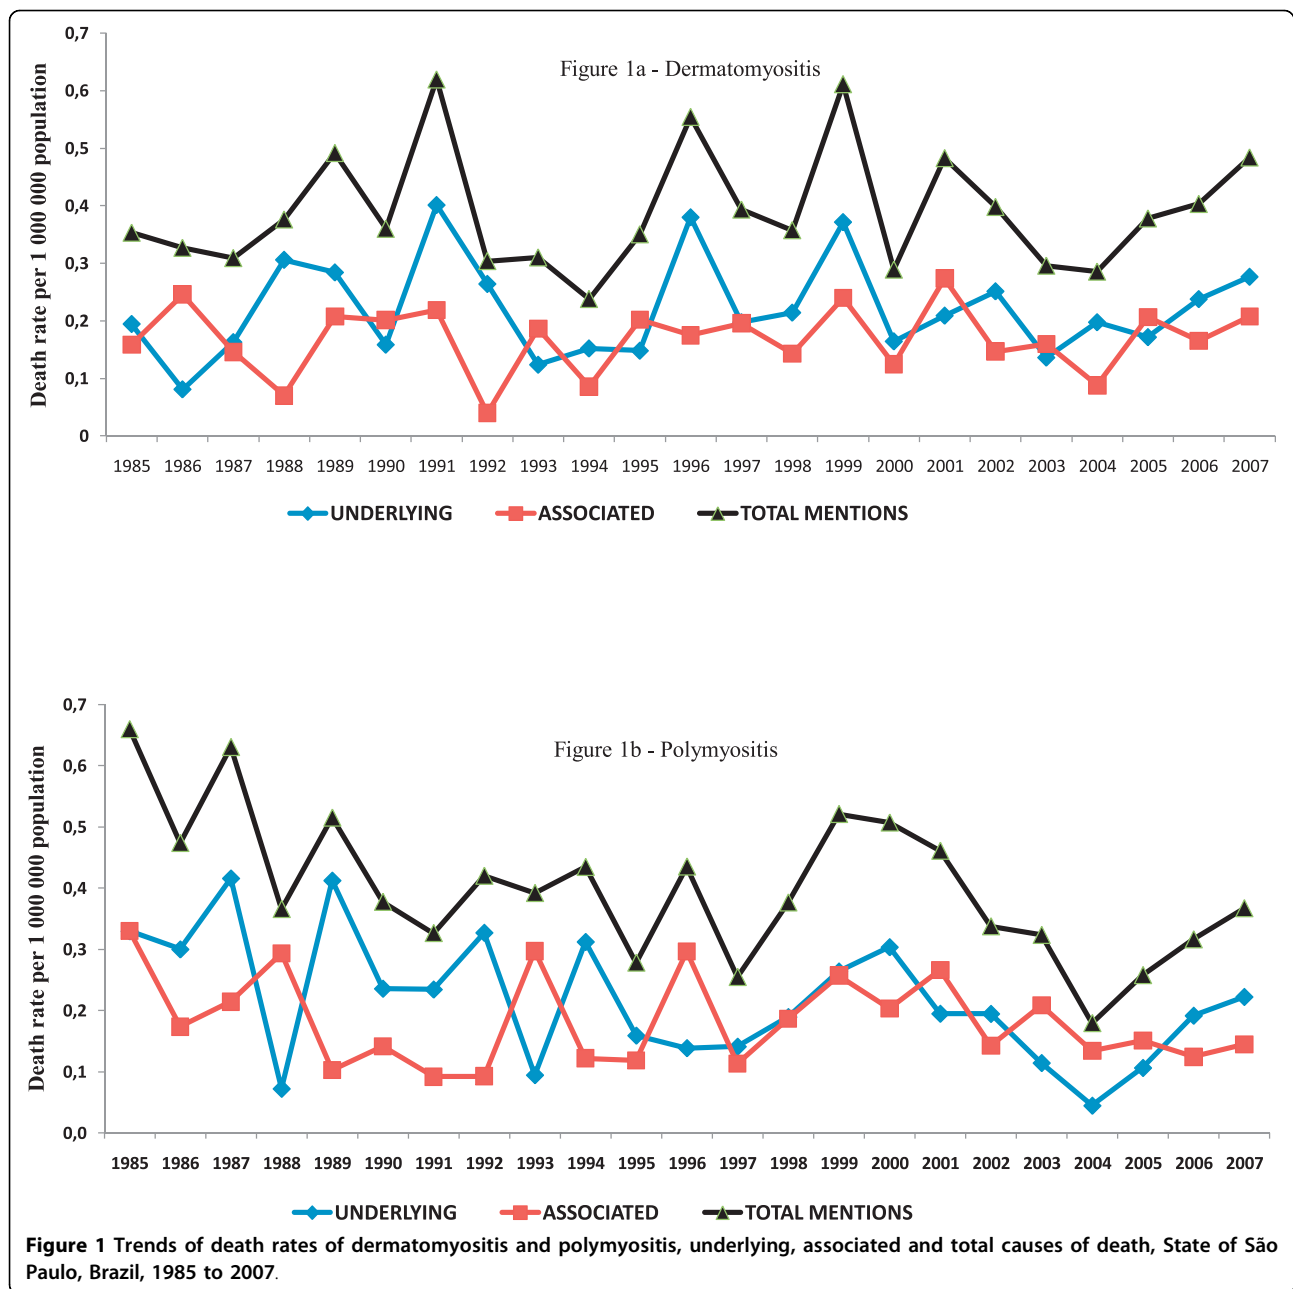 0,7
0,6
0,5
0,4
0,3
0,2
0,1
0
Death rate per 1 000 000 population
Figure 1a - Dermatomyositis
1985 1986 1987 1988 1989 1990 1991 1992 1993 1994 1995 1996 1997 1998 1999 2000 2001 2002 2003 2004 2005 2006 2007
UNDERLYING ASSOCIATED TOTAL MENTIONS
0,7
0,6
0,5
0,4
0,3
0,2
0,1
0,0
Death rate per 1 000 000 population
Figure 1b - Polymyositis
1985 1986 1987 1988 1989 1990 1991 1992 1993 1994 1995 1996 1997 1998 1999 2000 2001 2002 2003 2004 2005 2006 2007
UNDERLYING ASSOCIATED TOTAL MENTIONS
Figure 1 Trends of death rates of dermatomyositis and polymyositis, underlying, associated and total causes of death, State of São
Paulo, Brazil, 1985 to 2007.